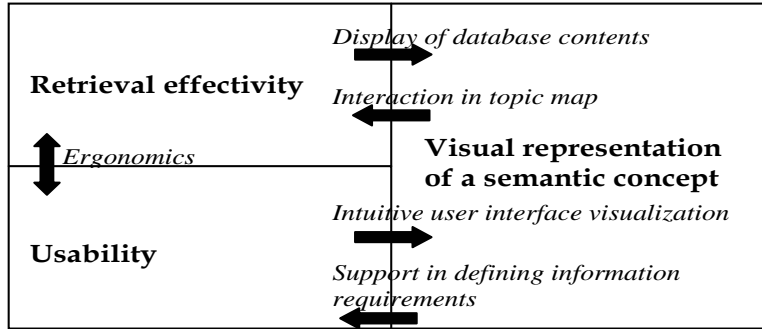 Display of database contents
Retrieval effectivity
Interaction in topic map
Ergonomics
Visual representation
of a semantic concept
Intuitive user interface visualization
Usability
Support in defining information
requirements